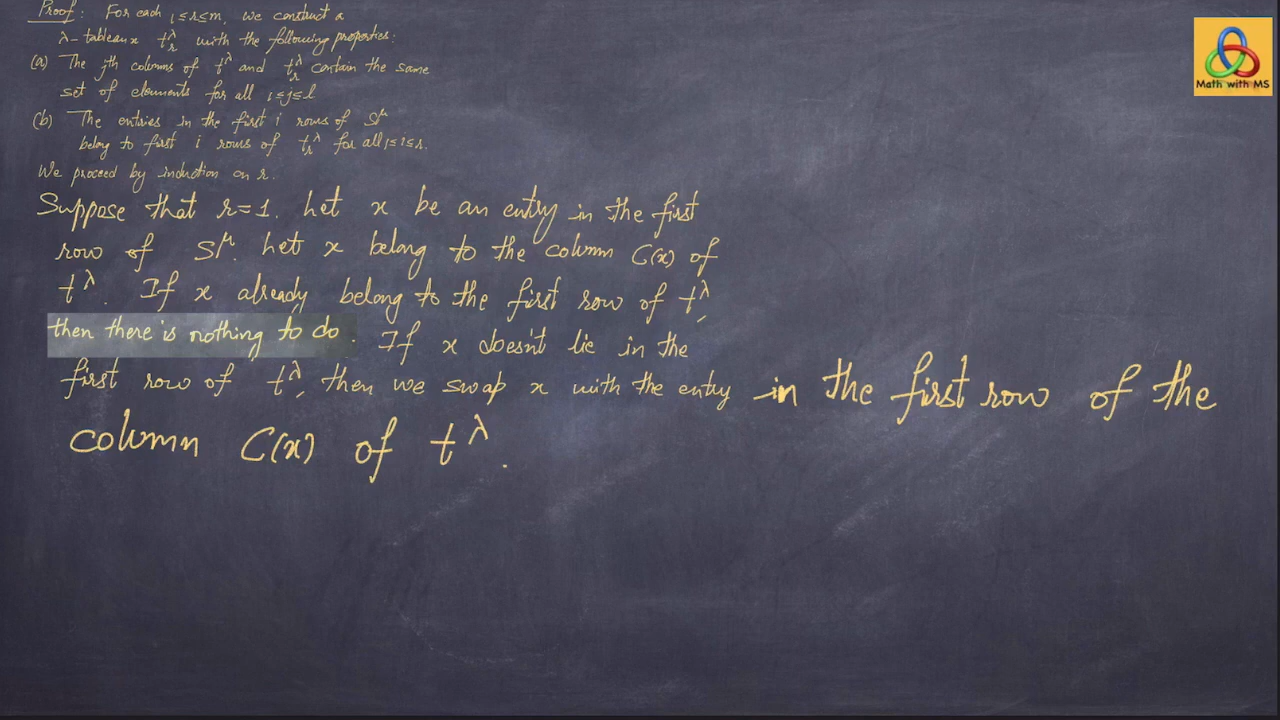 Proof: For each 1≤r≤m, we construct a
λ-tableaux t_r^λ with the following properties:
(a) The jth columns of t^λ and t_r^λ contain the same
set of elements for all 1≤j≤l
(b) The entries in the first i rows of S^μ
belong to first i rows of t_r^λ for all 1≤i≤r.
We proceed by induction on r.
Suppose that r=1. Let x be an entry in the first
row of S^μ. Let x belong to the column C(x) of
t^λ. If x already belong to the first row of t^λ,
then there is nothing to do. If x doesn't lie in the
first row of t^λ, then we swap x with the entry in the first row of the
column C(x) of t^λ.
Math with MS